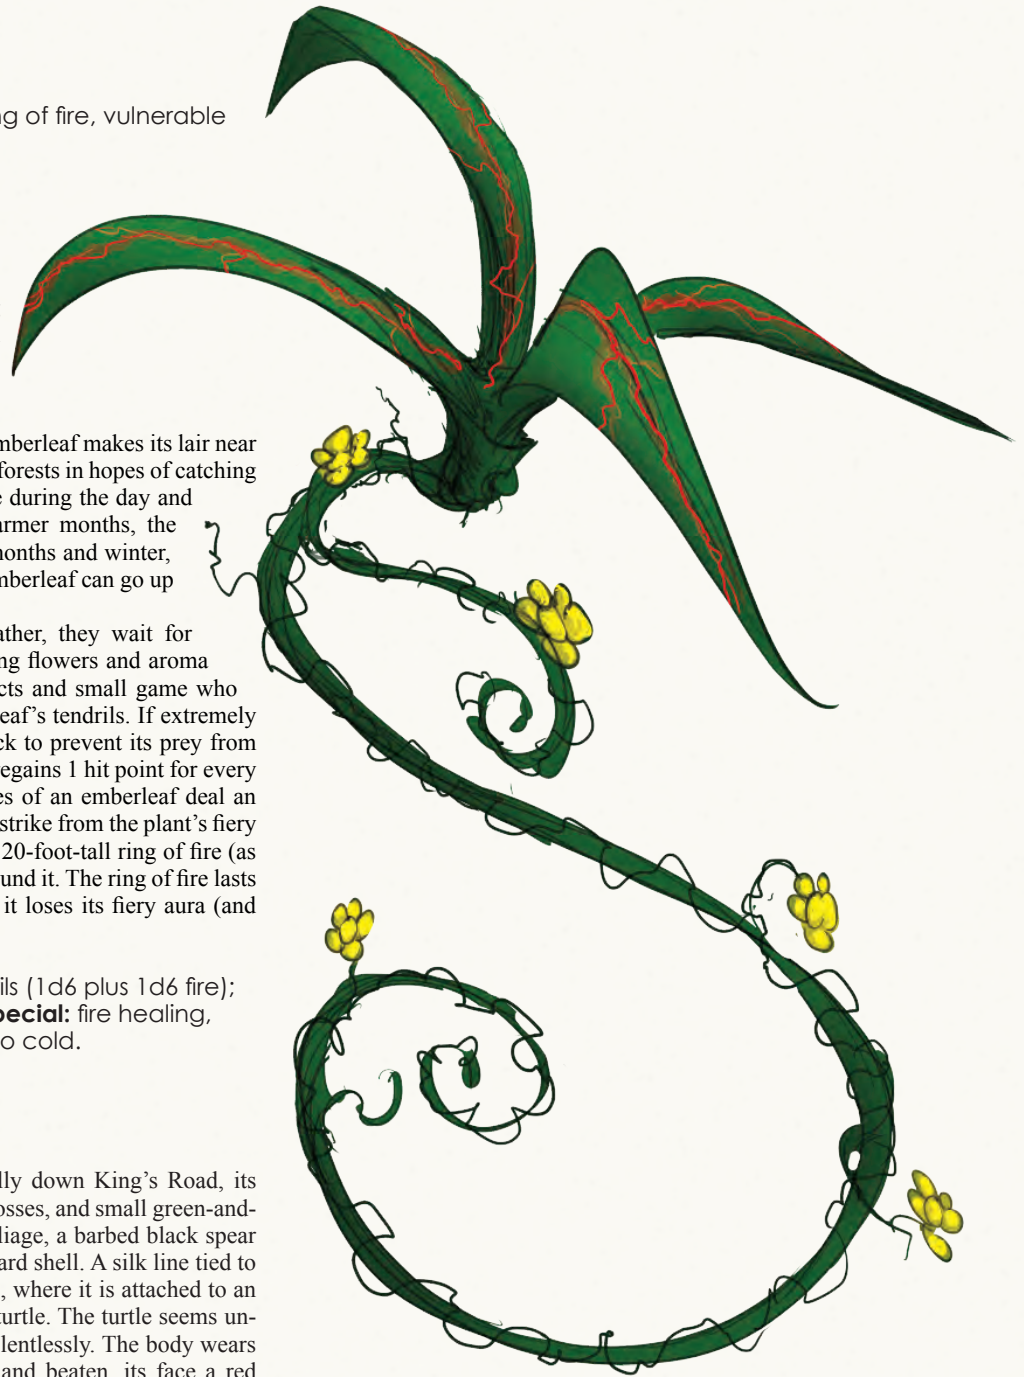 ng of fire, vulnerable
mberleaf makes its lair near
forests in hopes of catching
e during the day and
armer months, the
nonths and winter,
mberleaf can go up
ather, they wait for
ng flowers and aroma
cts and small game who
leaf’s tendrils. If extremely
ck to prevent its prey from
regains 1 hit point for every
es of an emberleaf deal an
strike from the plant’s fiery
20-foot-tall ring of fire (as
und it. The ring of fire lasts
it loses its fiery aura (and
ils (1d6 plus 1d6 fire);
pecial: fire healing,
o cold.
lly down King’s Road, its
osses, and small green-and-
liage, a barbed black spear
ard shell. A silk line tied to
, where it is attached to an
turtle. The turtle seems un-
lentlessly. The body wears
and beaten, its face a red